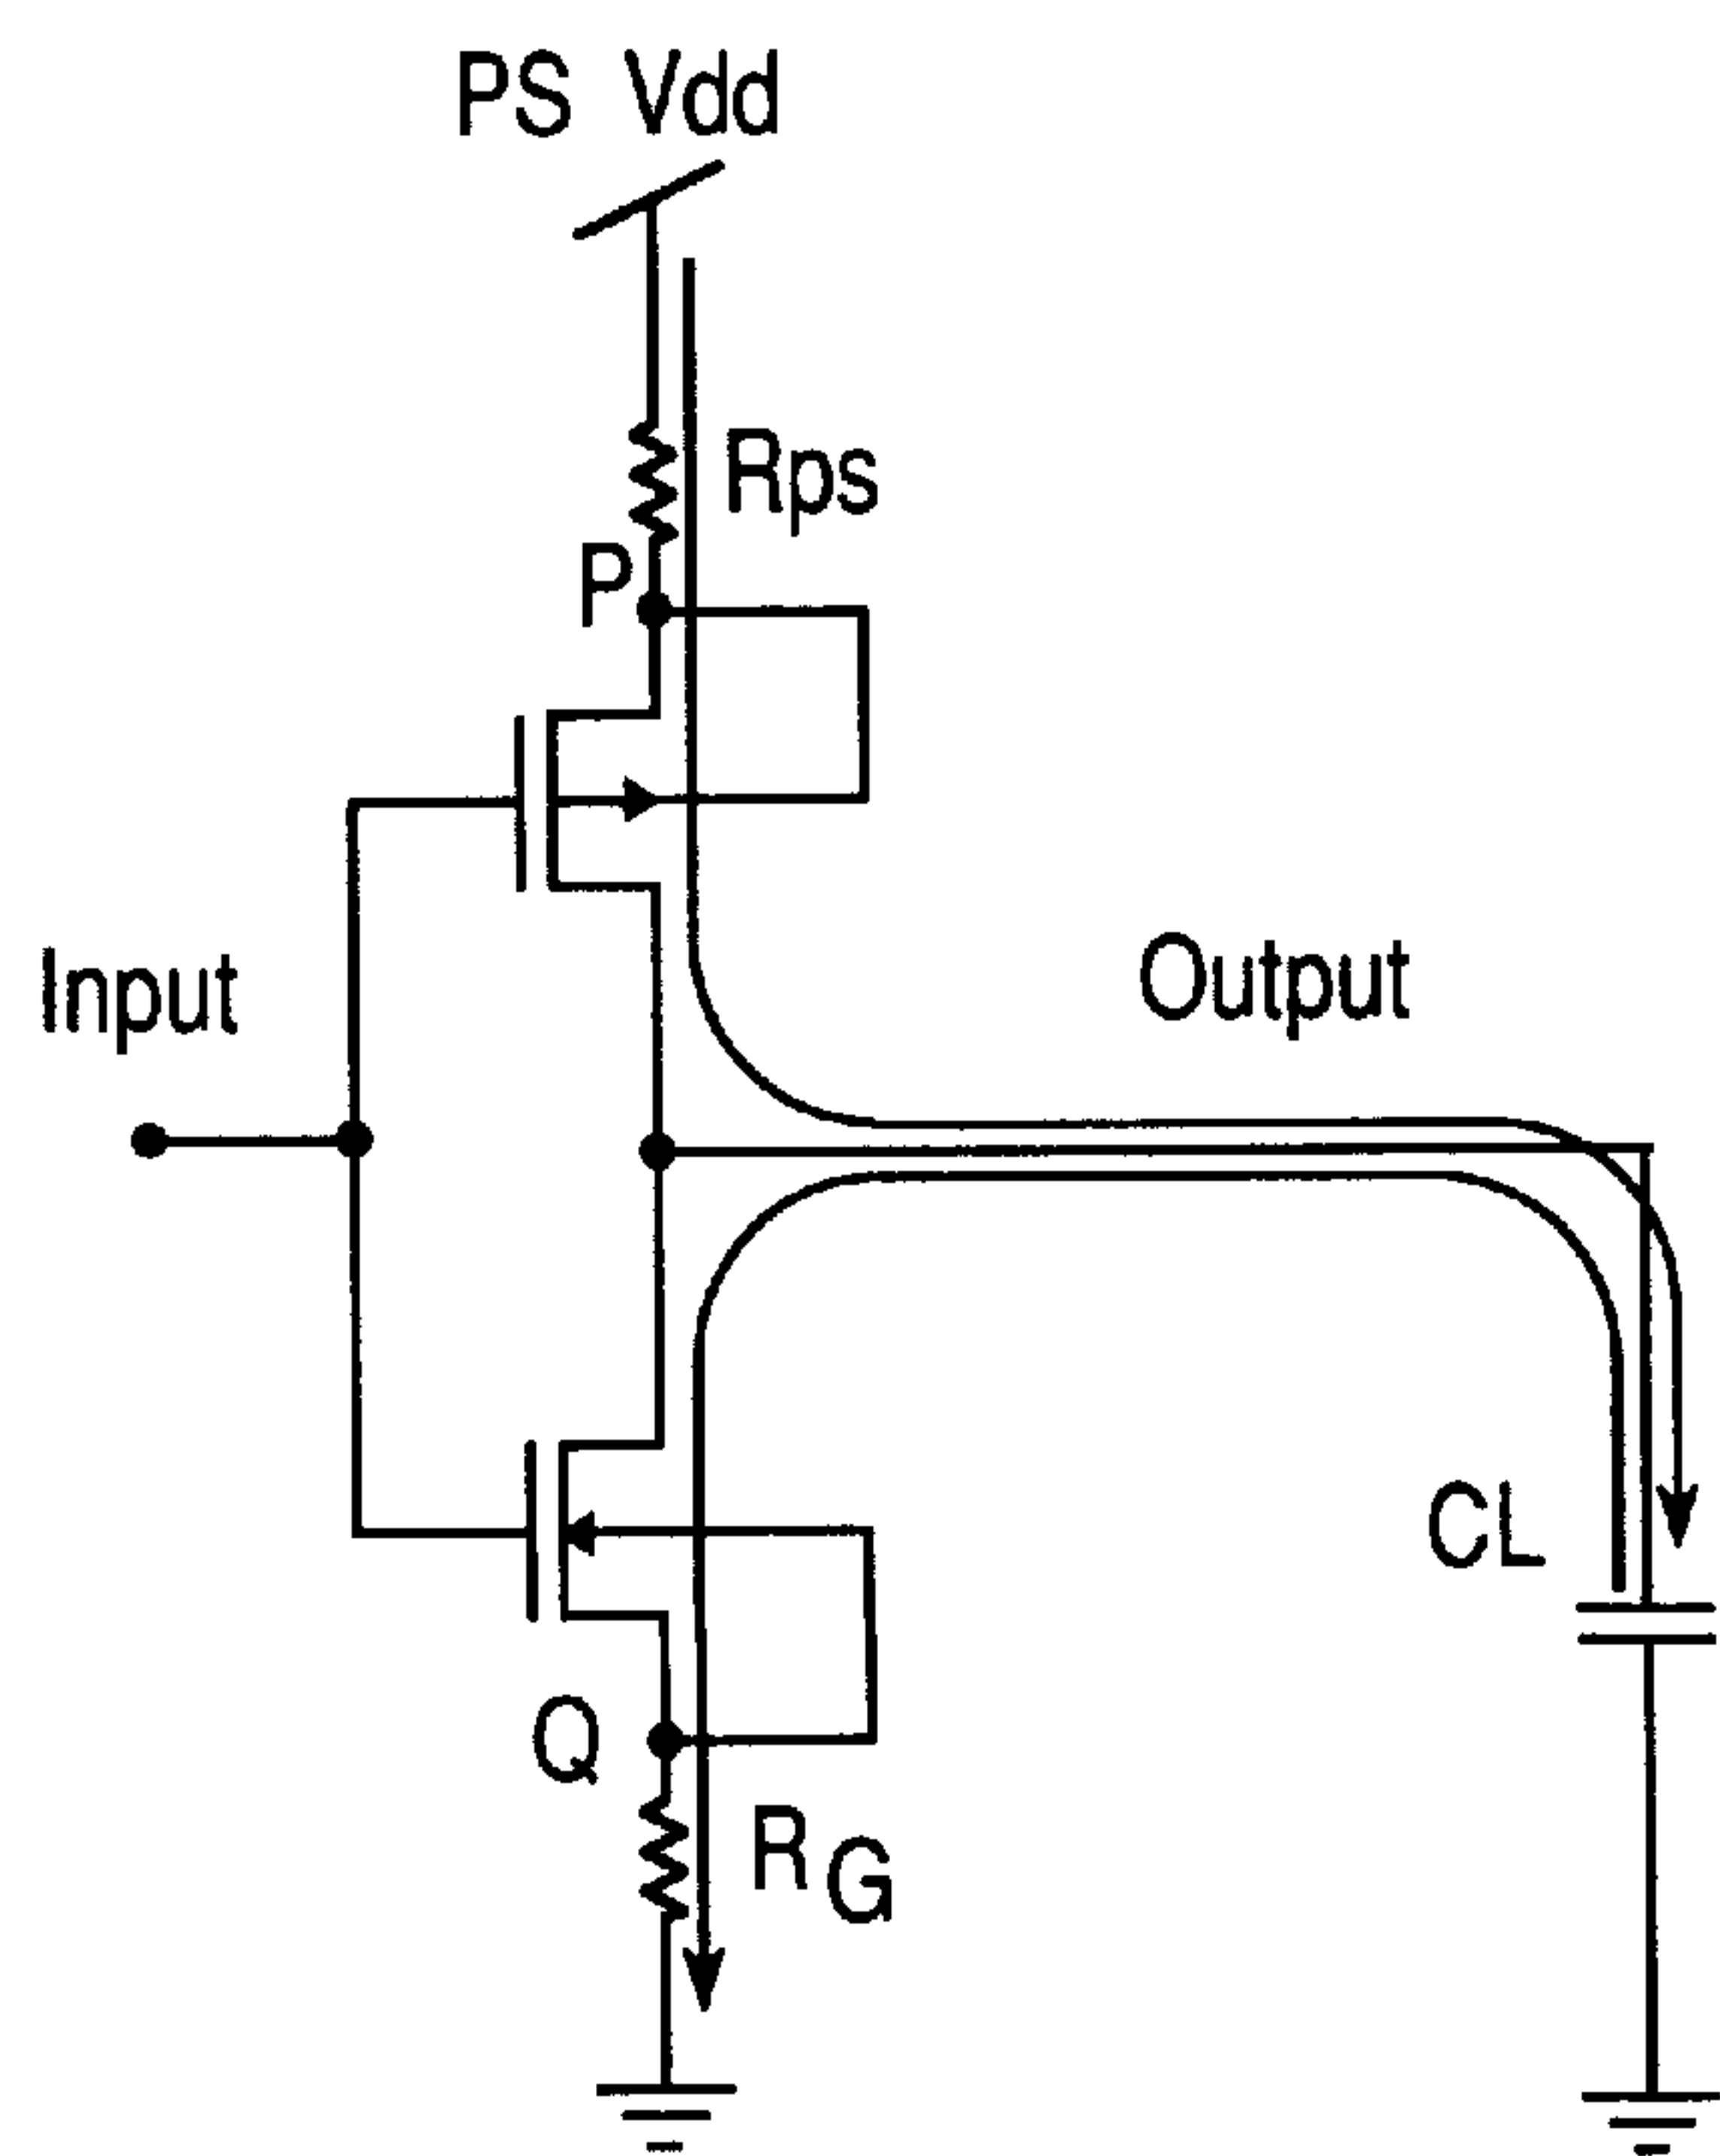 PS Vdd
Rps
P
Input
Output
CL
Q
RG